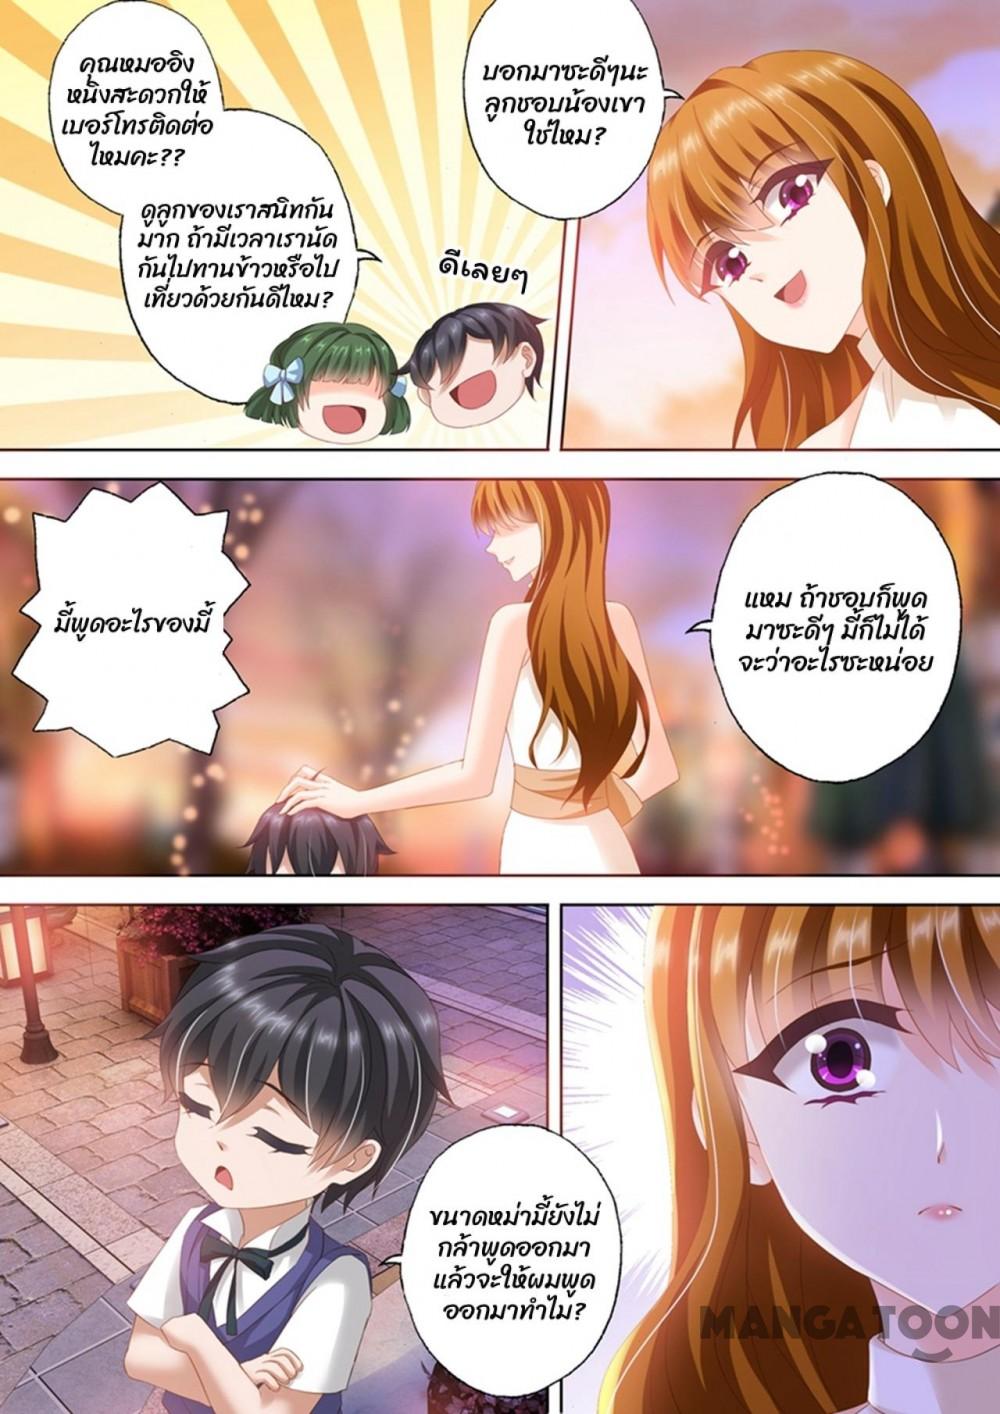 คุณหมออิง
หนิงสะดวกให้
เบอร์โทรติดต่อ
ไหมคะ??
ดูลูกของเราสนิทกัน
มาก ถ้ามีเวลาเรานัด
กันไปทานข้าวหรือไป
เที่ยวด้วยกันดีไหม?
ดีเลยๆ
บอกมาซะดีๆนะ
ลูกชอบน้องเขา
ใช่ไหม?
มี้พูดอะไรของมี้
แหม ถ้าชอบก็พูด
มาซะดีๆ มี้ก็ไม่ได้
จะว่าอะไรซะหน่อย
ขนาดหม่ามี้ยังไม่
กล้าพูดออกมา
แล้วจะให้ผมพูด
ออกมาทำไม?
MANGATOON